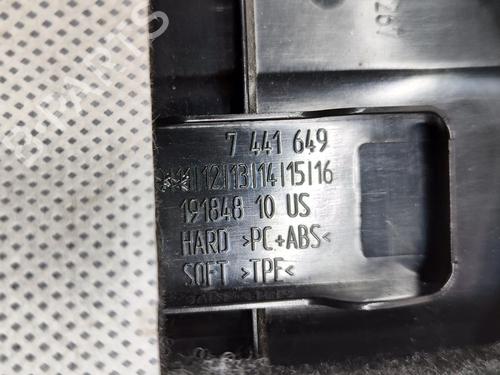 7 441 649
11|12|13|14|15|16
191848 10 US
HARD >PC+ABS<
SOFT >TPE<